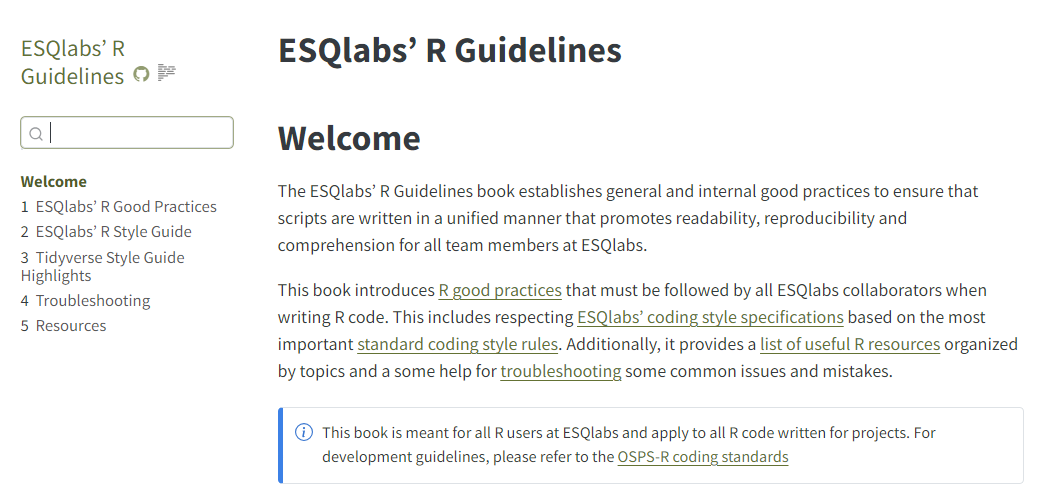 ESQlabs’ R
Guidelines
Welcome
1 ESQlabs’ R Good Practices
2 ESQlabs’ R Style Guide
3 Tidyverse Style Guide
Highlights
4 Troubleshooting
5 Resources
ESQlabs’ R Guidelines
Welcome
The ESQlabs’ R Guidelines book establishes general and internal good practices to ensure that
scripts are written in a unified manner that promotes readability, reproducibility and
comprehension for all team members at ESQlabs.
This book introduces R good practices that must be followed by all ESQlabs collaborators when
writing R code. This includes respecting ESQlabs’ coding style specifications based on the most
important standard coding style rules. Additionally, it provides a list of useful R resources organized
by topics and a some help for troubleshooting some common issues and mistakes.
This book is meant for all R users at ESQlabs and apply to all R code written for projects. For
development guidelines, please refer to the OSPS-R coding standards